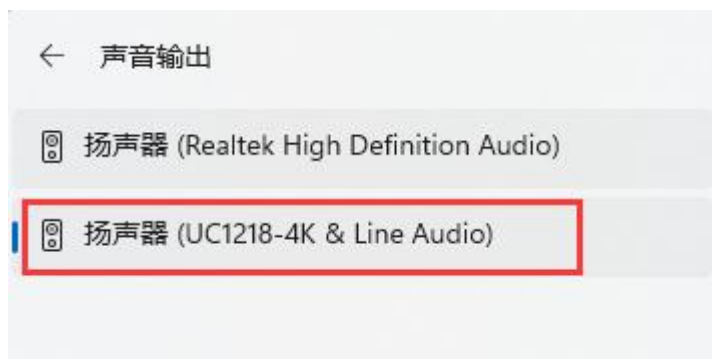 声音输出
扬声器 (Realtek High Definition Audio)
扬声器 (UC1218-4K & Line Audio)